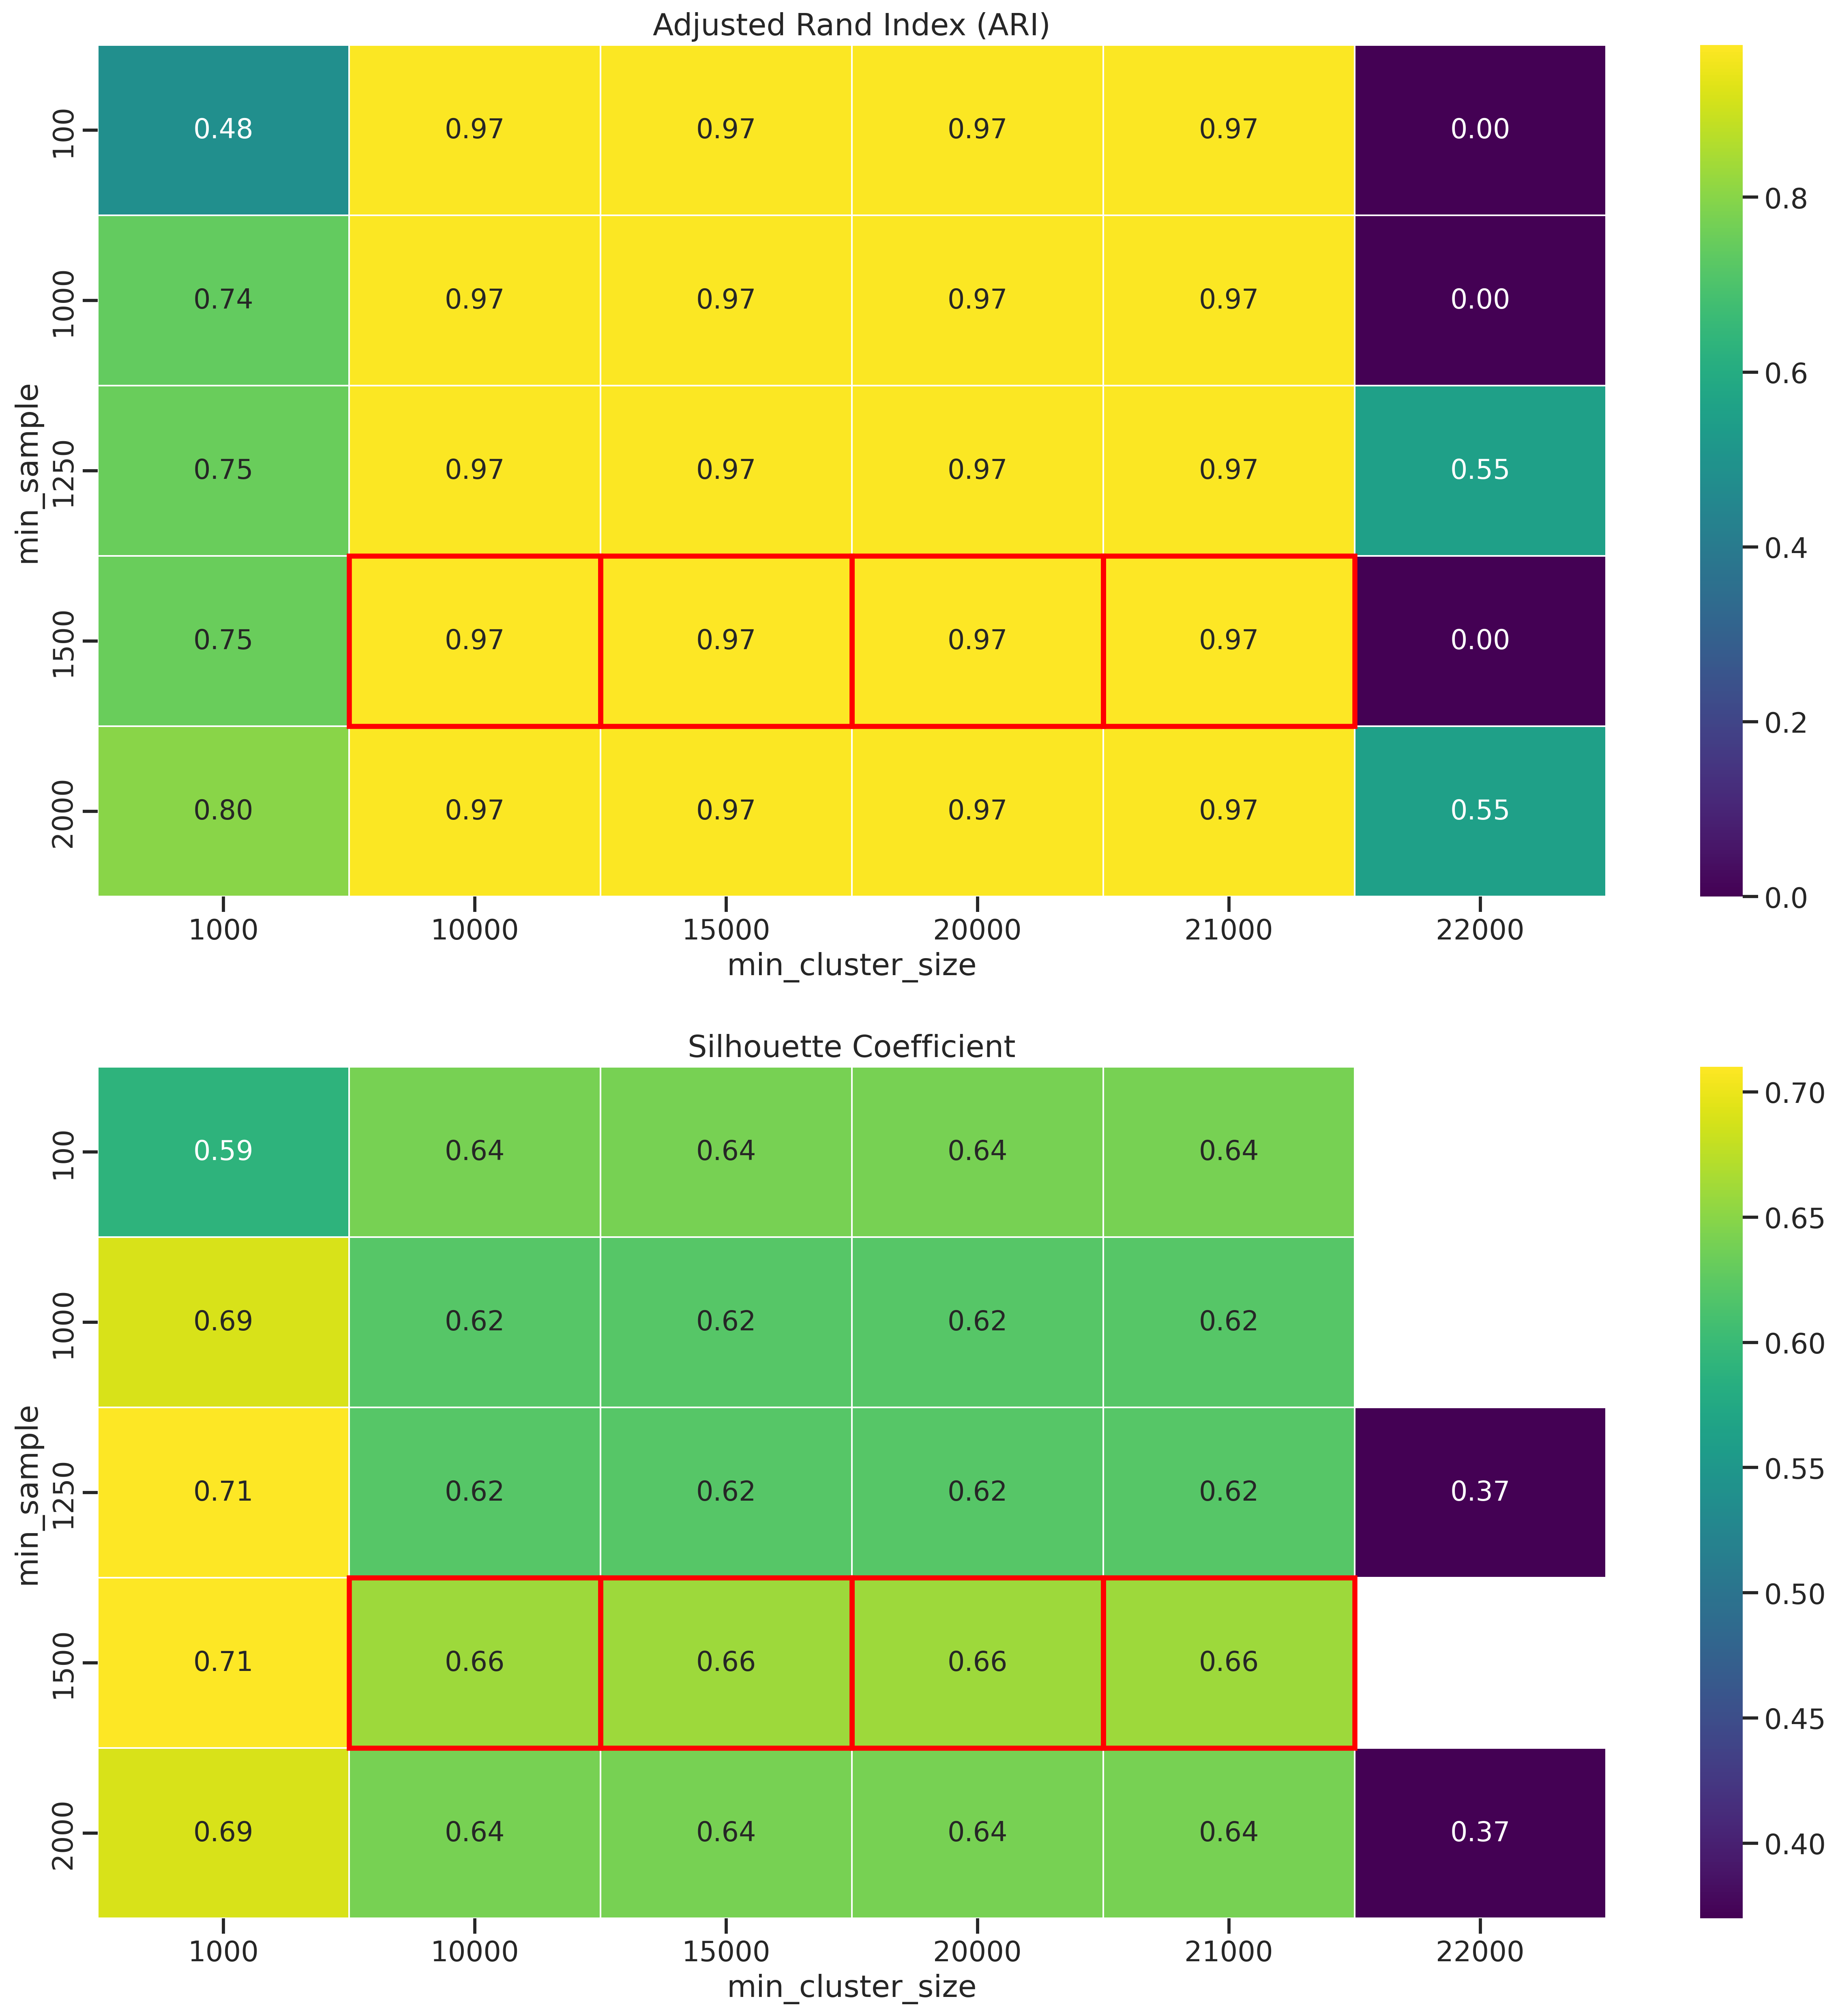 Adjusted Rand Index (ARI)
100 0.48 0.97 0.97 0.97 0.97 0.00
1000 0.74 0.97 0.97 0.97 0.97 0.00
1250 0.75 0.97 0.97 0.97 0.97 0.55
1500 0.75 0.97 0.97 0.97 0.97 0.00
2000 0.80 0.97 0.97 0.97 0.97 0.55
min_sample
1000 10000 15000 20000 21000 22000
min_cluster_size
0.8
0.6
0.4
0.2
0.0
Silhouette Coefficient
100 0.59 0.64 0.64 0.64 0.64
1000 0.69 0.62 0.62 0.62 0.62
1250 0.71 0.62 0.62 0.62 0.62 0.37
1500 0.71 0.66 0.66 0.66 0.66
2000 0.69 0.64 0.64 0.64 0.64 0.37
min_sample
1000 10000 15000 20000 21000 22000
min_cluster_size
0.70
0.65
0.60
0.55
0.50
0.45
0.40